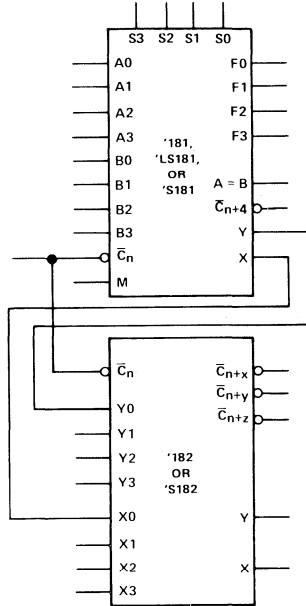 S3 S2 S1 S0
A0 F0
A1 F1
A2 F2
A3 F3
'181,
B0 'LS181,
OR
B1 'S181 A = B
B2 C̅n+4
B3 Y
C̅n X
M
C̅n C̅n+x
Y0 C̅n+y
Y1 C̅n+z
Y2 '182
OR
Y3 'S182
X0 Y
X1
X2 X
X3